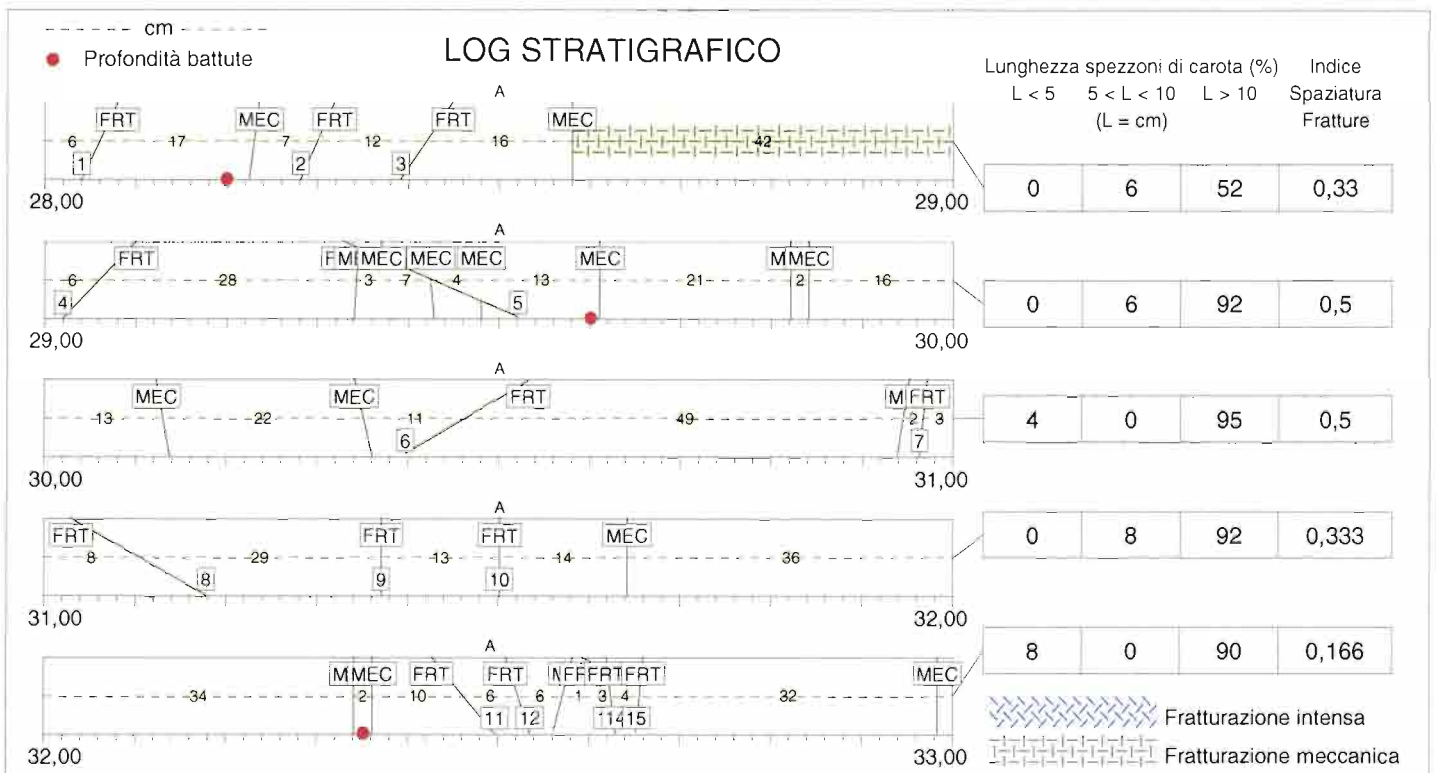 cm
Profondità battute
LOG STRATIGRAFICO
Lunghezza spezzoni di carota (%) Indice
L < 5 5 < L < 10 L > 10 Spaziatura
(L = cm) Fratture
A
FRT MEC FRT FRT MEC
6 17 7 12 16 42
1 2 3
28,00 29,00
0 6 52 0,33
A
FRT MEC MEC MEC MEC MEC
6 28 3 7 4 13 21 2 16
4 5
29,00 30,00
0 6 92 0,5
A
MEC MEC FRT FRT
13 22 11 49 2 3
6 7
30,00 31,00
4 0 95 0,5
A
FRT FRT FRT MEC
8 29 13 14 36
8 9 10
31,00 32,00
0 8 92 0,333
A
MEC FRT FRT FRT FRT MEC
34 2 10 6 6 1 3 4 32
11 12 14 15
32,00 33,00
8 0 90 0,166
Fratturazione intensa
Fratturazione meccanica